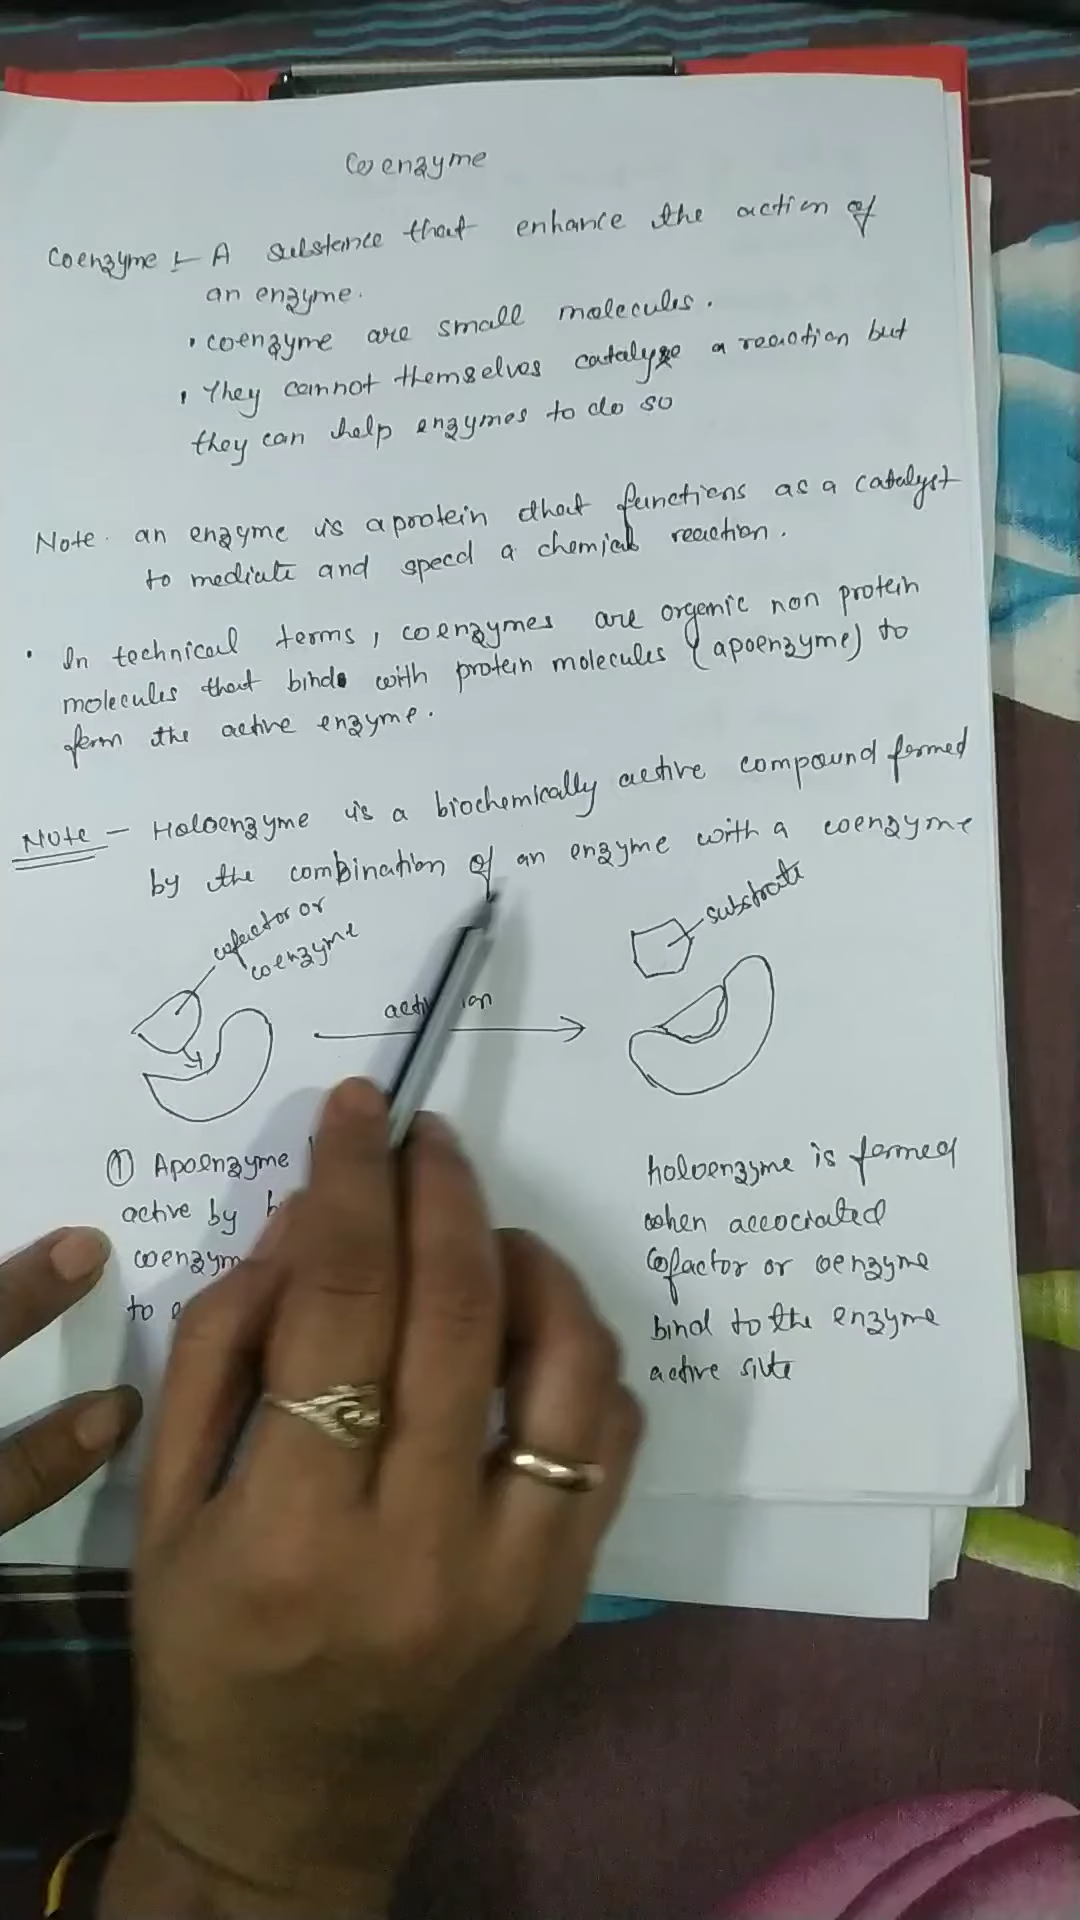 Coenzyme
Coenzyme :- A substance that enhance the action of
an enzyme.
• coenzyme are small molecules.
• They cannot themselves catalyze a reaction but
they can help enzymes to do so
Note. an enzyme is a protein that functions as a catalyst
to mediate and speed a chemical reaction.
• In technical terms, coenzymes are organic non protein
molecules that binds with protein molecules (apoenzyme) to
form the active enzyme.
Note - Holoenzyme is a biochemically active compound formed
by the combination of an enzyme with a coenzyme
cofactor or
coenzyme
substrate
① Apoenzyme
active by
coenzym
to
holoenzyme is formed
when accociated
Cofactor or oenzyme
bind to the enzyme
active site